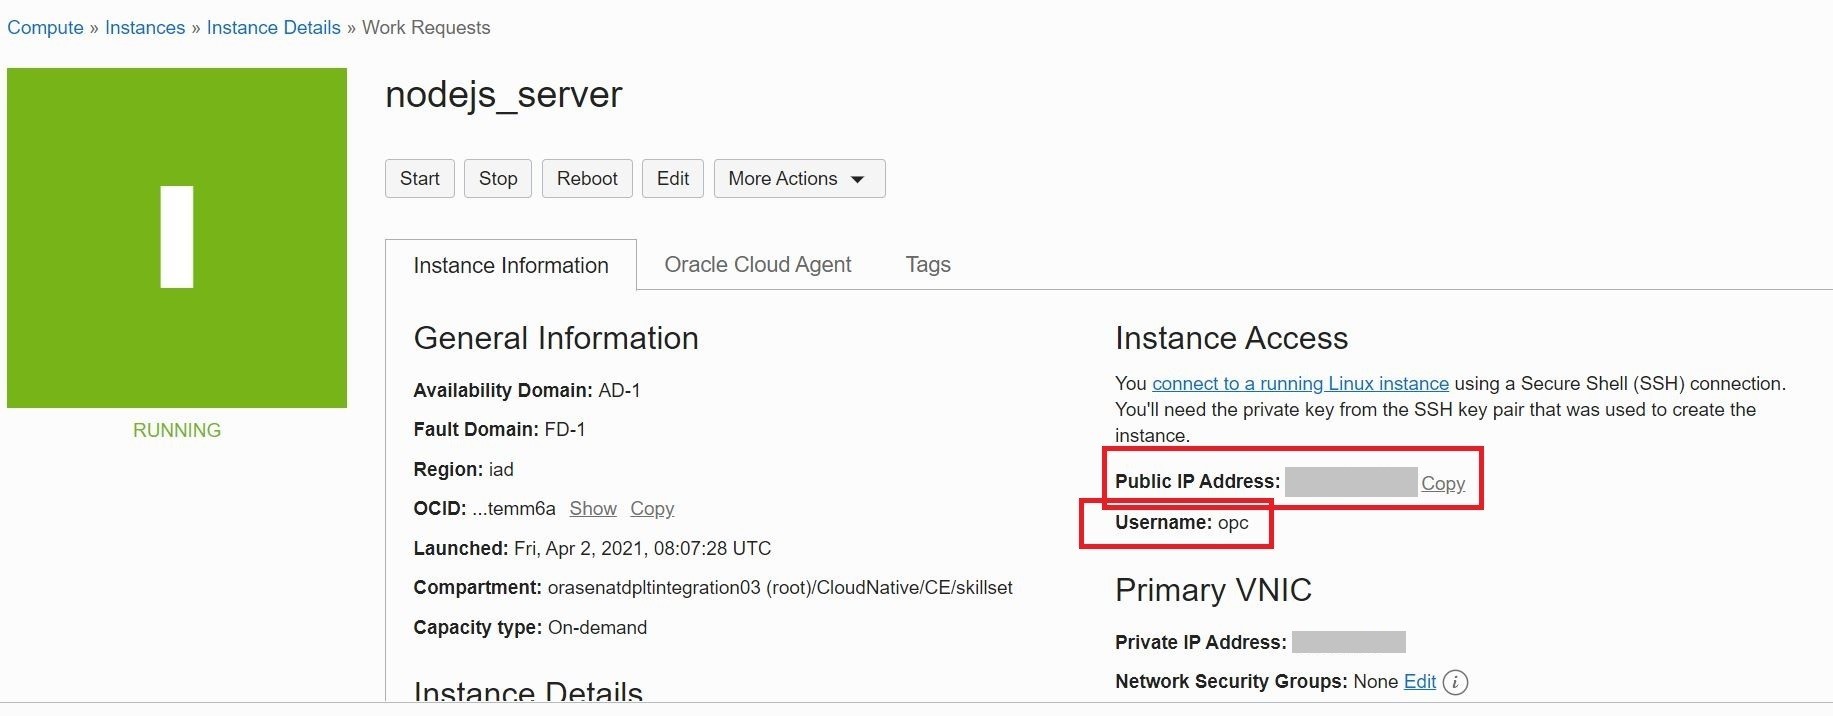 Compute » Instances » Instance Details » Work Requests
nodejs_server
Start Stop Reboot Edit More Actions
I
RUNNING
Instance Information Oracle Cloud Agent Tags
General Information
Availability Domain: AD-1
Fault Domain: FD-1
Region: iad
OCID: ...temm6a Show Copy
Launched: Fri, Apr 2, 2021, 08:07:28 UTC
Compartment: orasenatdpltintegration03 (root)/CloudNative/CE/skillset
Capacity type: On-demand
Instance Details
Instance Access
You connect to a running Linux instance using a Secure Shell (SSH) connection.
You'll need the private key from the SSH key pair that was used to create the
instance.
Public IP Address: Copy
Username: opc
Primary VNIC
Private IP Address:
Network Security Groups: None Edit i